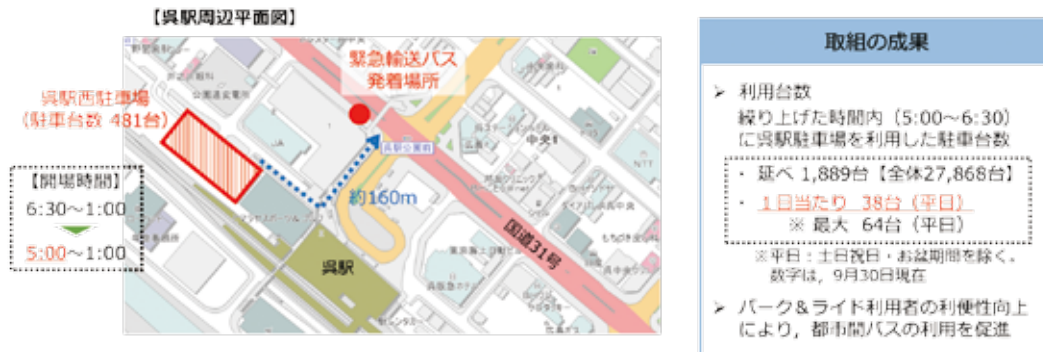 【呉駅周辺平面図】
緊急輸送バス
発着場所
呉駅西駐車場
(駐車台数 481台)
【開場時間】
6:30～1:00
5:00～1:00
約160m
JA
呉駅
国道31号
中央
NTT
取組の成果
➢ 利用台数
繰り上げた時間内(5:00～6:30)
に呉駅駐車場を利用した駐車台数
・ 延べ 1,889台【全体27,868台】
・ 1日当たり 38台(平日)
※ 最大 64台(平日)
※平日:土日祝日・お盆期間を除く。
数字は，9月30日現在
➢ パーク＆ライド利用者の利便性向上
により，都市間バスの利用を促進